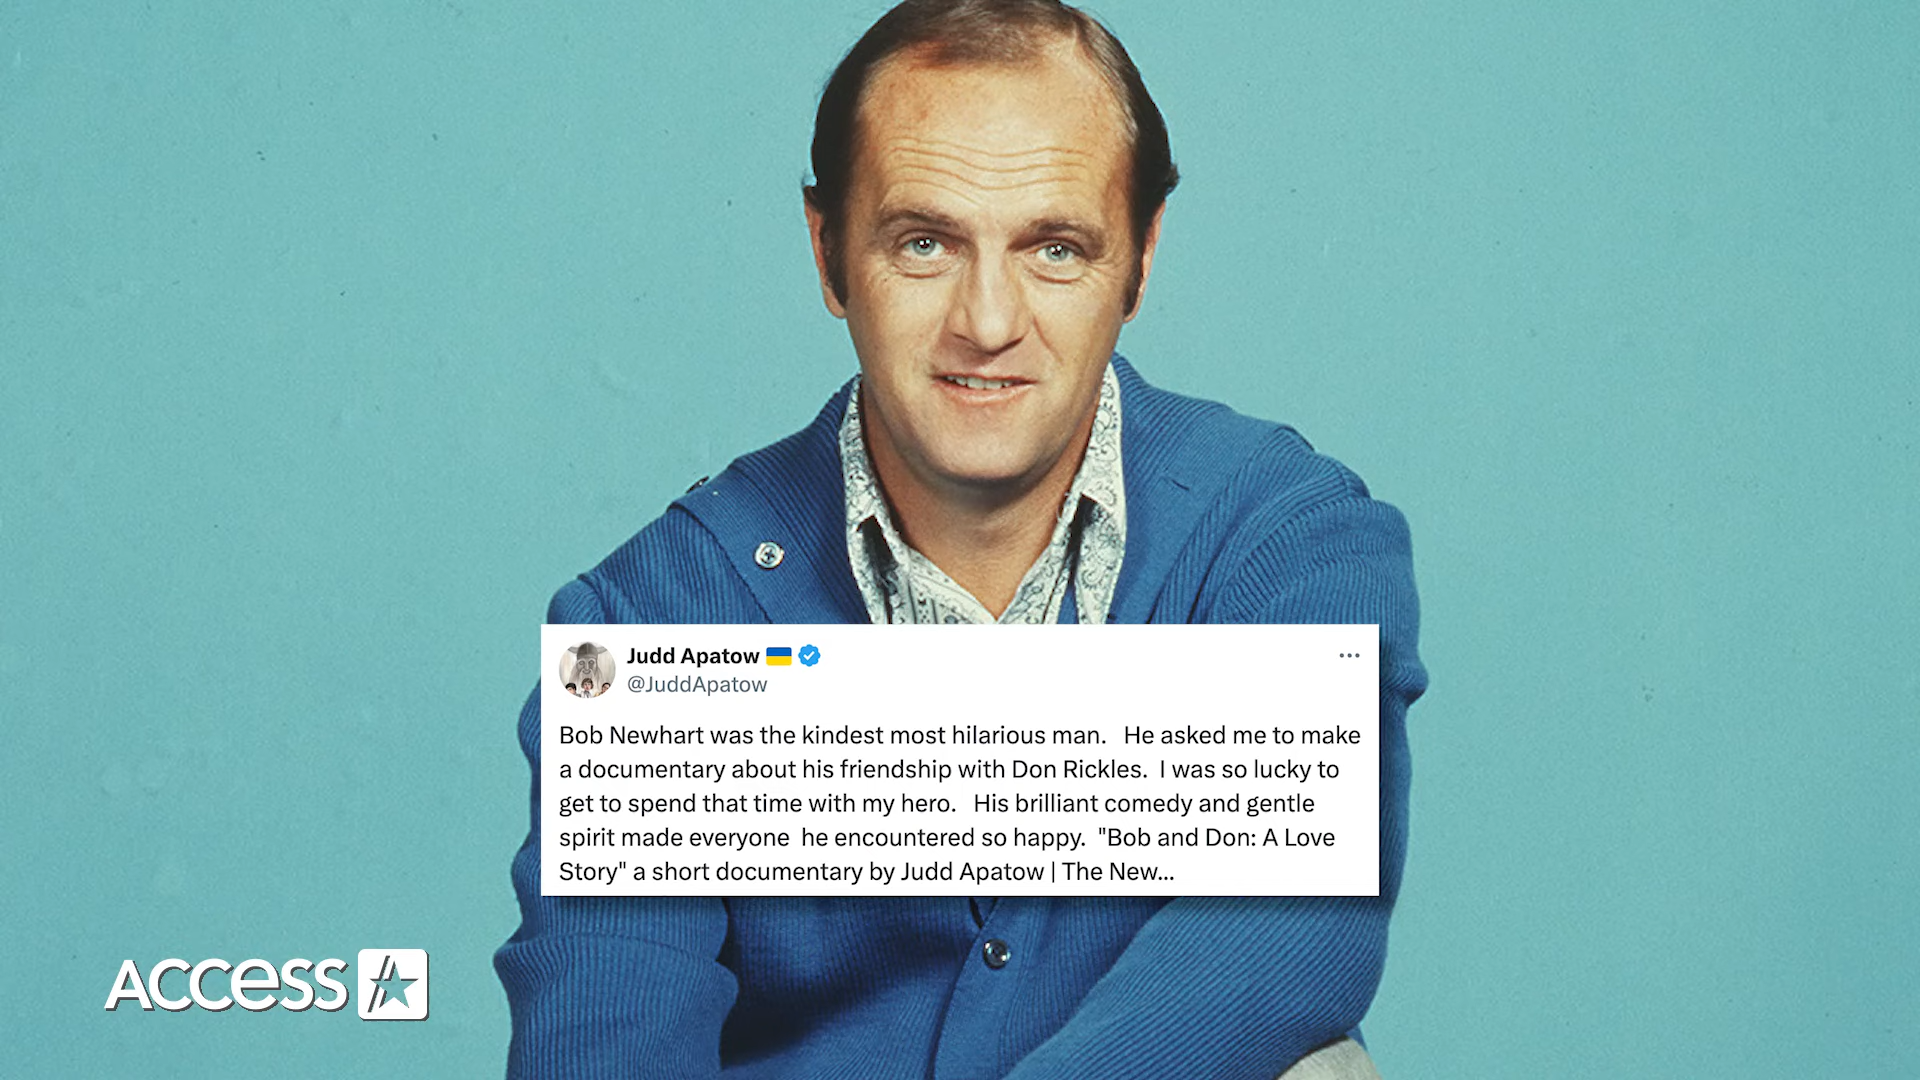 Judd Apatow
@JuddApatow
Bob Newhart was the kindest most hilarious man.   He asked me to make
a documentary about his friendship with Don Rickles.  I was so lucky to
get to spend that time with my hero.   His brilliant comedy and gentle
spirit made everyone  he encountered so happy.  "Bob and Don: A Love
Story" a short documentary by Judd Apatow | The New...
ACCESS